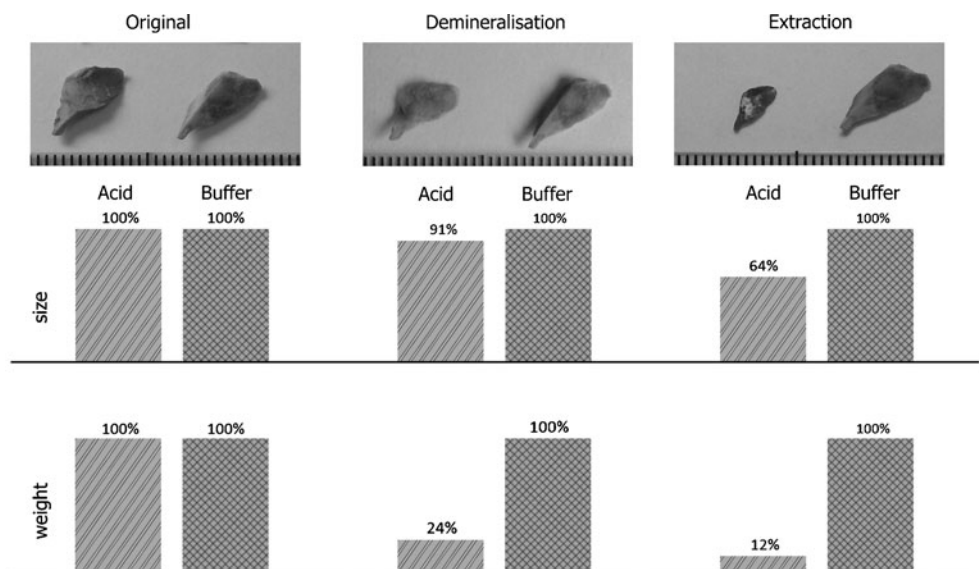 Original Demineralisation Extraction
Acid Buffer Acid Buffer Acid Buffer
100% 100% 91% 100% 64% 100%
size
100% 100% 24% 100% 12% 100%
weight